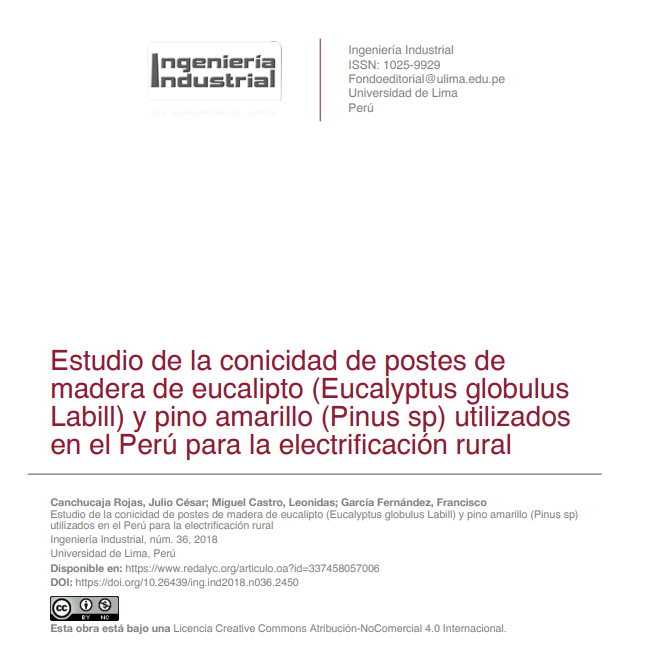 Ingeniería
Industrial
Ingeniería Industrial
ISSN: 1025-9929
Fondoeditorial@ulima.edu.pe
Universidad de Lima
Perú
Estudio de la conicidad de postes de
madera de eucalipto (Eucalyptus globulus
Labill) y pino amarillo (Pinus sp) utilizados
en el Perú para la electrificación rural
Canchucaja Rojas, Julio César; Miguel Castro, Leonidas; García Fernández, Francisco
Estudio de la conicidad de postes de madera de eucalipto (Eucalyptus globulus Labill) y pino amarillo (Pinus sp)
utilizados en el Perú para la electrificación rural
Ingeniería Industrial, núm. 36, 2018
Universidad de Lima, Perú
Disponible en: https://www.redalyc.org/articulo.oa?id=337458057006
DOI: https://doi.org/10.26439/ing.ind2018.n036.2450
cc BY NC
Esta obra está bajo una Licencia Creative Commons Atribución-NoComercial 4.0 Internacional.